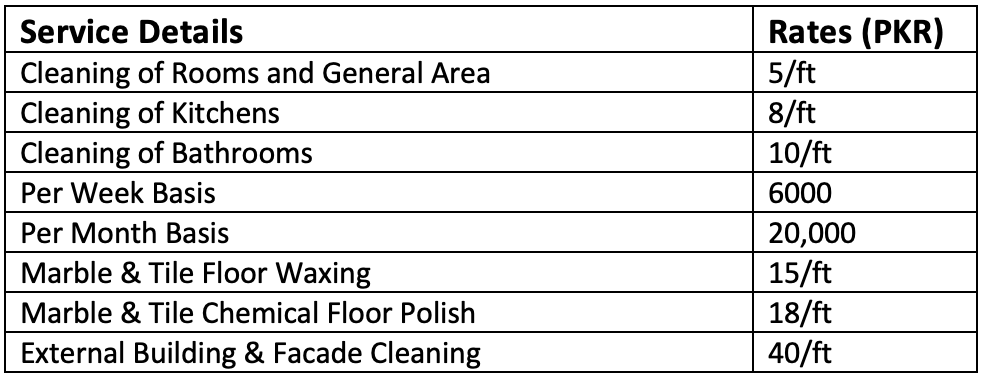 Service Details Rates (PKR)
Cleaning of Rooms and General Area 5/ft
Cleaning of Kitchens 8/ft
Cleaning of Bathrooms 10/ft
Per Week Basis 6000
Per Month Basis 20,000
Marble & Tile Floor Waxing 15/ft
Marble & Tile Chemical Floor Polish 18/ft
External Building & Facade Cleaning 40/ft